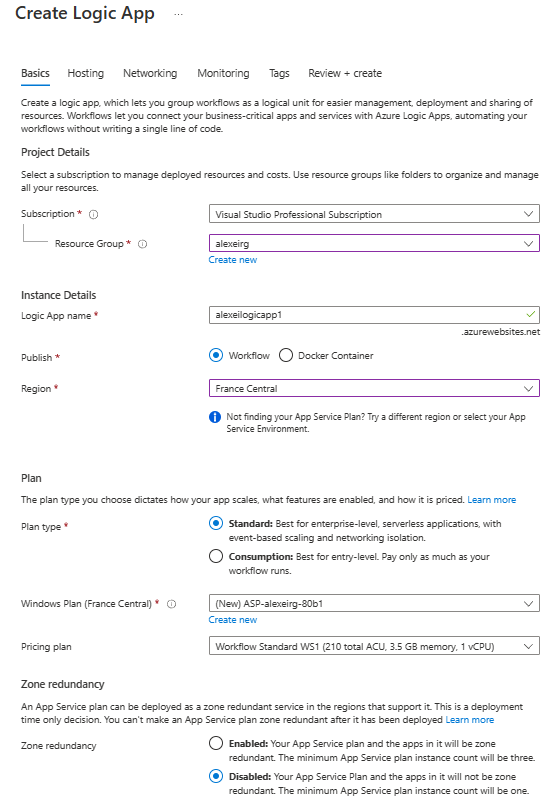 Create Logic App ...
Basics Hosting Networking Monitoring Tags Review + create
Create a logic app, which lets you group workflows as a logical unit for easier management, deployment and sharing of
resources. Workflows let you connect your business-critical apps and services with Azure Logic Apps, automating your
workflows without writing a single line of code.
Project Details
Select a subscription to manage deployed resources and costs. Use resource groups like folders to organize and manage
all your resources.
Subscription * Visual Studio Professional Subscription
Resource Group * alexeirg
Create new
Instance Details
Logic App name * alexeilogicapp1
.azurewebsites.net
Publish * Workflow Docker Container
Region * France Central
Not finding your App Service Plan? Try a different region or select your App
Service Environment.
Plan
The plan type you choose dictates how your app scales, what features are enabled, and how it is priced. Learn more
Plan type * Standard: Best for enterprise-level, serverless applications, with
event-based scaling and networking isolation.
Consumption: Best for entry-level. Pay only as much as your
workflow runs.
Windows Plan (France Central) * (New) ASP-alexeirg-80b1
Create new
Pricing plan Workflow Standard WS1 (210 total ACU, 3.5 GB memory, 1 vCPU)
Zone redundancy
An App Service plan can be deployed as a zone redundant service in the regions that support it. This is a deployment
time only decision. You can't make an App Service plan zone redundant after it has been deployed Learn more
Zone redundancy Enabled: Your App Service plan and the apps in it will be zone
redundant. The minimum App Service plan instance count will be three.
Disabled: Your App Service Plan and the apps in it will not be zone
redundant. The minimum App Service plan instance count will be one.